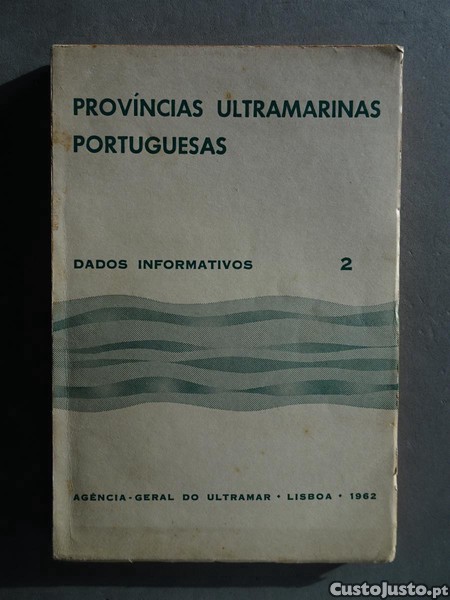 PROVÍNCIAS ULTRAMARINAS
PORTUGUESAS
DADOS INFORMATIVOS 2
AGÊNCIA-GERAL DO ULTRAMAR • LISBOA • 1962
CustoJusto.pt